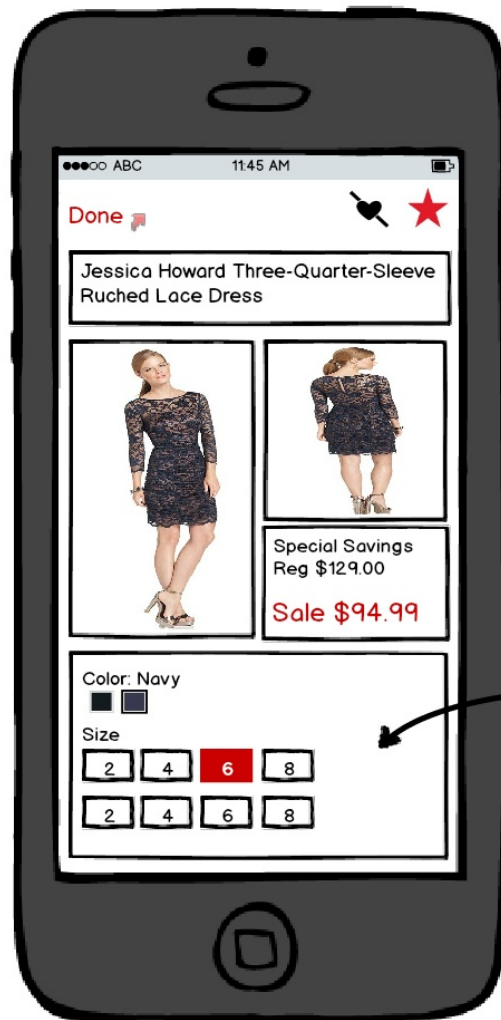 ABC 11:45 AM
Done
Jessica Howard Three-Quarter-Sleeve
Ruched Lace Dress
Special Savings
Reg $129.00
Sale $94.99
Color: Navy
Size
2 4 6 8
2 4 6 8